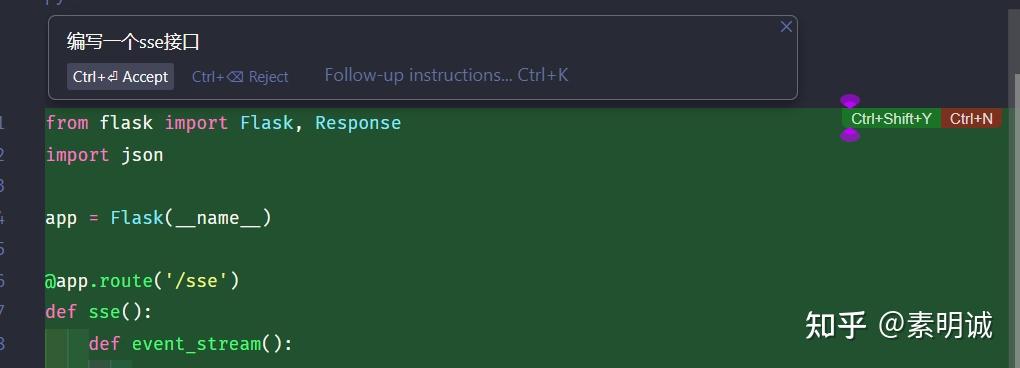 编写一个sse接口
Ctrl+⏎ Accept Ctrl+⌫ Reject Follow-up instructions... Ctrl+K
1 from flask import Flask, Response Ctrl+Shift+Y Ctrl+N
2 import json
3
4 app = Flask(__name__)
5
6 @app.route('/sse')
7 def sse():
8 def event_stream():
知乎 @素明诚